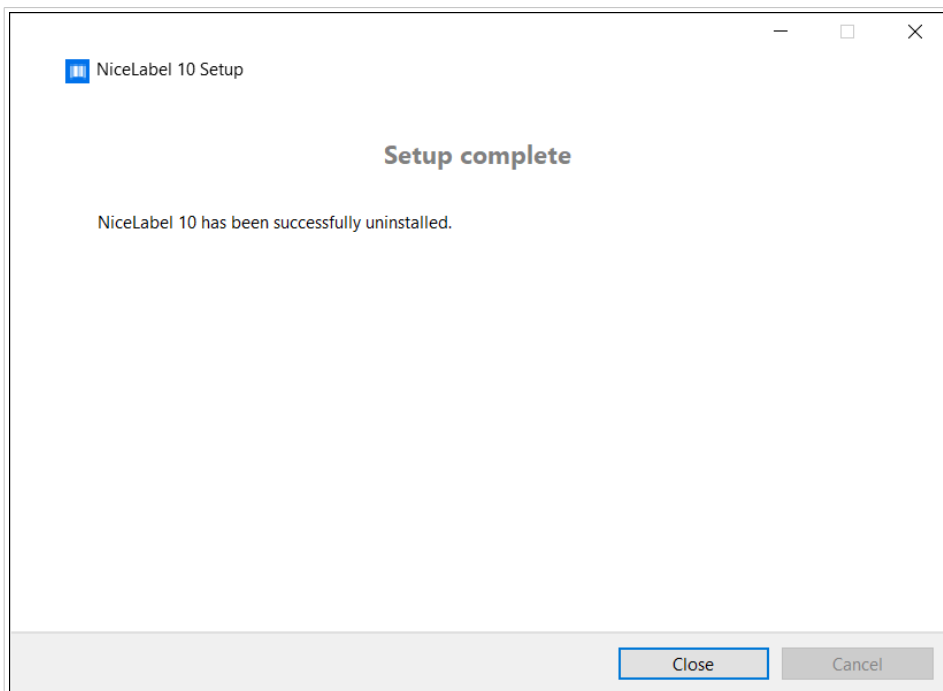 NiceLabel 10 Setup
Setup complete
NiceLabel 10 has been successfully uninstalled.
Close Cancel